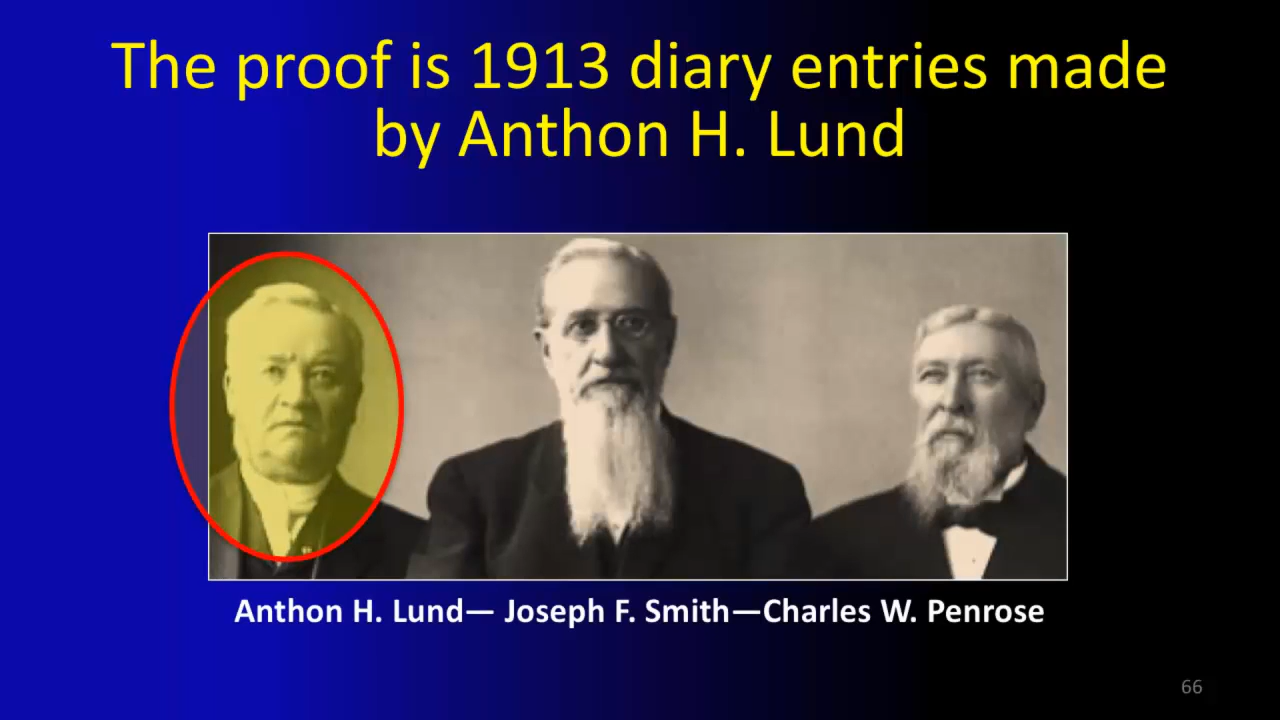 The proof is 1913 diary entries made
by Anthon H. Lund
Anthon H. Lund— Joseph F. Smith—Charles W. Penrose
66